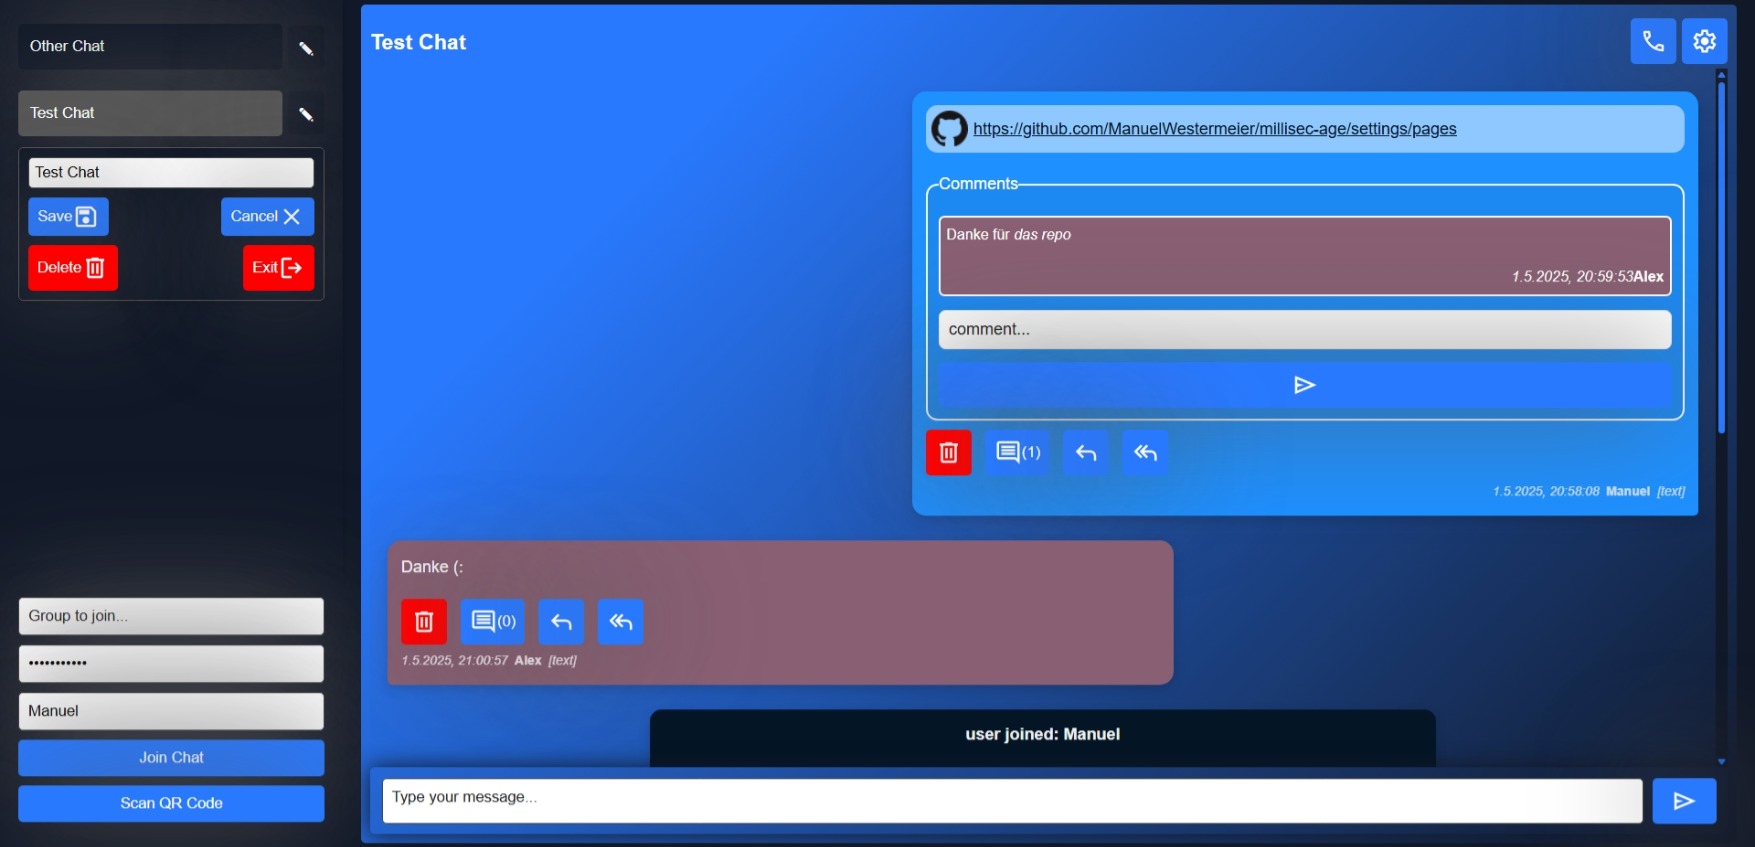 Other Chat
Test Chat
Test Chat
Save
Cancel
Delete
Exit
Group to join...
•••••••••••
Manuel
Join Chat
Scan QR Code
Test Chat
https://github.com/ManuelWestermeier/millisec-age/settings/pages
Comments
Danke für das repo
1.5.2025, 20:59:53Alex
comment...
(1)
1.5.2025, 20:58:08 Manuel [text]
Danke (:
(0)
1.5.2025, 21:00:57 Alex [text]
user joined: Manuel
Type your message...